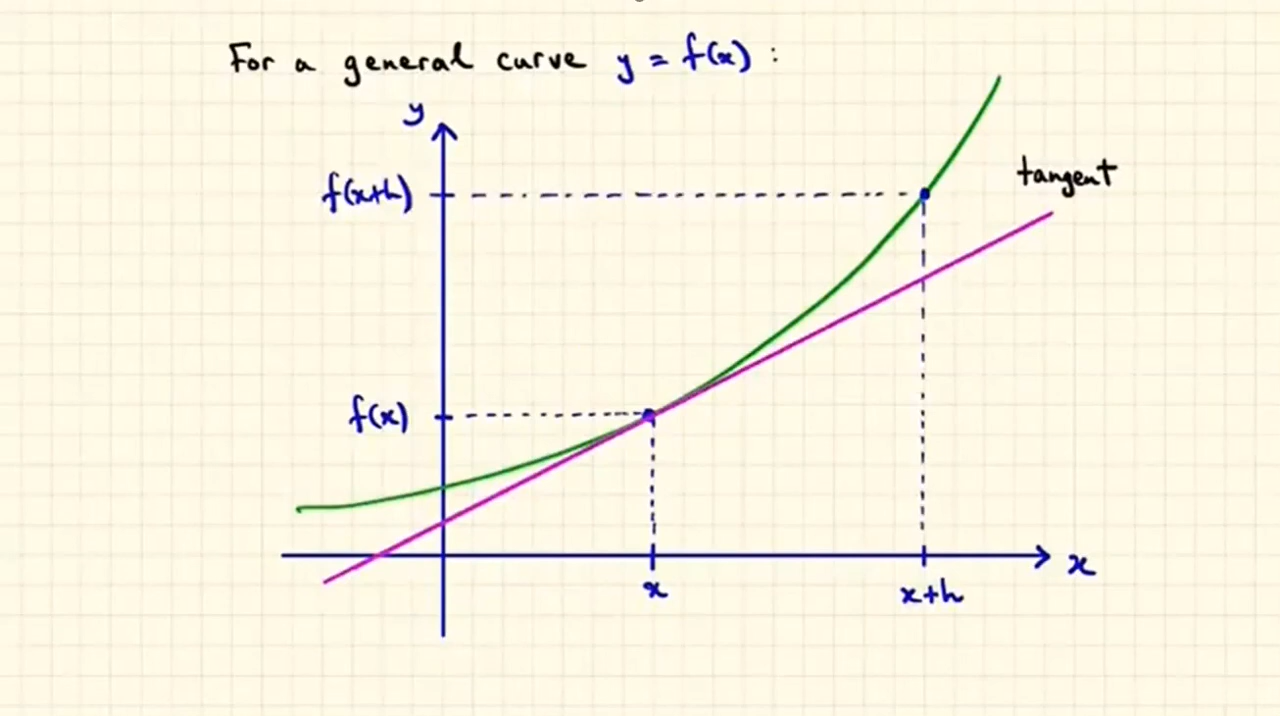 For a general curve y = f(x) :
y
f(x+h)
tangent
f(x)
x
x
x+h